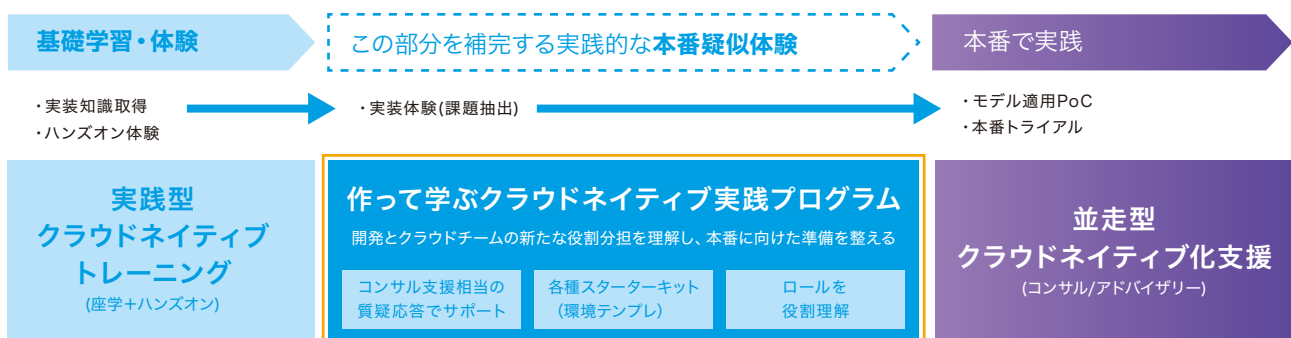 基礎学習・体験
この部分を補完する実践的な本番疑似体験
本番で実践
・実装知識取得
・ハンズオン体験
・実装体験(課題抽出)
・モデル適用PoC
・本番トライアル
実践型
クラウドネイティブ
トレーニング
(座学+ハンズオン)
作って学ぶクラウドネイティブ実践プログラム
開発とクラウドチームの新たな役割分担を理解し、本番に向けた準備を整える
コンサル支援相当の
質疑応答でサポート
各種スターターキット
（環境テンプレ）
ロールを
役割理解
並走型
クラウドネイティブ化支援
(コンサル/アドバイザリー)